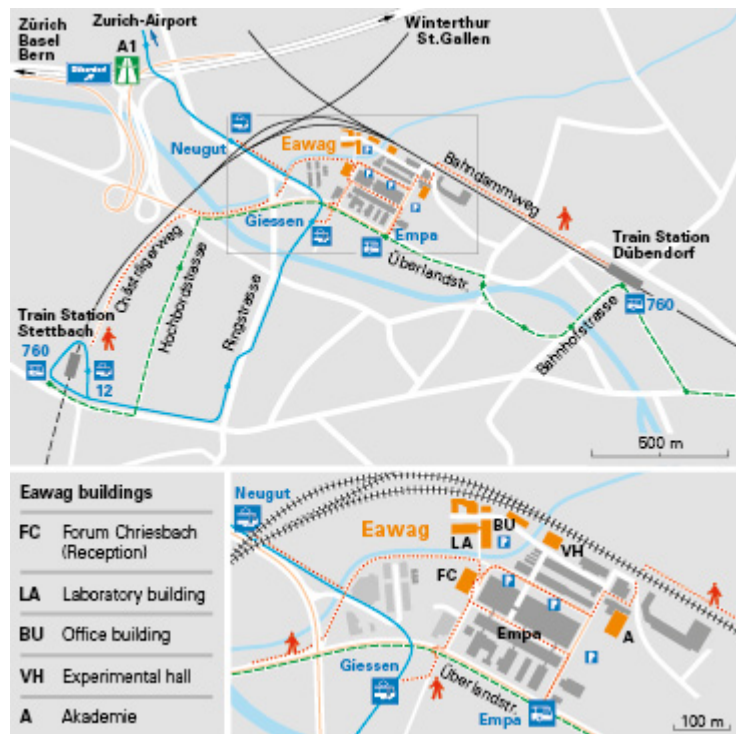 Zürich
Basel
Bern
Zurich-Airport
A1
Winterthur
St.Gallen
Neugut
Eawag
Bahndammweg
Giessen
Empa
Train Station
Dübendorf
Überlandstr.
760
Chästrägerweg
Hochbordstrasse
Ringstrasse
Bahnhofstrasse
Train Station
Stettbach
760
12
500 m
Eawag buildings
FC Forum Chriesbach
(Reception)
LA Laboratory building
BU Office building
VH Experimental hall
A Akademie
Neugut
Eawag
BU
LA
VH
FC
Empa
A
Giessen
Überlandstr.
Empa
100 m
P
P
P
P
P
P
P